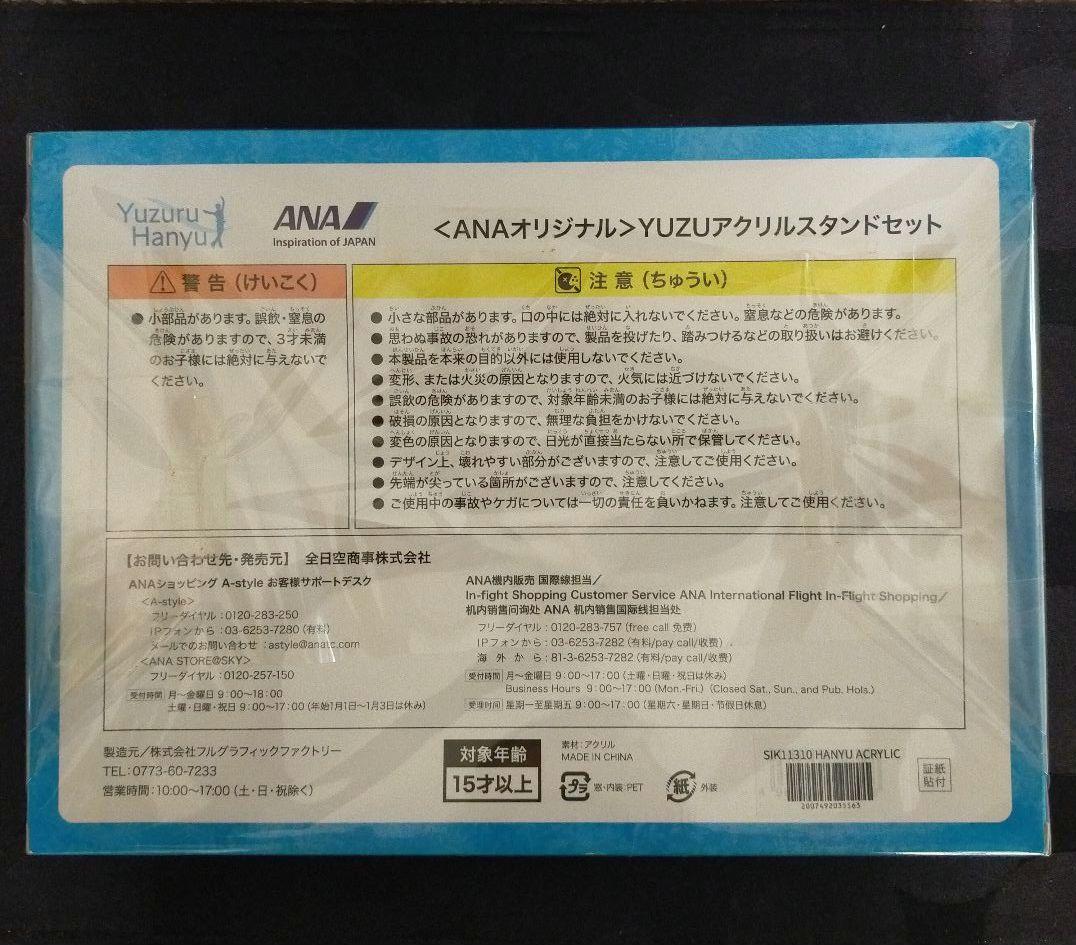 Yuzuru
Hanyu
ANA
Inspiration of JAPAN
<ANAオリジナル>YUZUアクリルスタンドセット
警告(けいこく)
●小部品があります。誤飲・窒息の
危険がありますので、3才未満
のお子様には絶対に与えないで
ください。
注意(ちゅうい)
●小さな部品があります。口の中には絶対に入れないでください。窒息などの危険があります。
●思わぬ事故の恐れがありますので、製品を投げたり、踏みつけるなどの取り扱いはお避けください。
●本製品を本来の目的以外には使用しないでください。
●変形、または火災の原因となりますので、火気には近づけないでください。
●誤飲の危険がありますので、対象年齢未満のお子様には絶対に与えないでください。
●破損の原因となりますので、無理な負担をかけないでください。
●変色の原因となりますので、日光が直接当たらない所で保管してください。
●デザイン上、壊れやすい部分がございますので、注意してご使用ください。
●先端が尖っている箇所がございますので、注意してください。
●ご使用中の事故やケガについては一切の責任を負いかねます。注意してご使用ください。
【お問い合わせ先・発売元】 全日空商事株式会社
ANAショッピング A-style お客様サポートデスク
<A-style>
フリーダイヤル:0120-283-250
IPフォンから:03-6253-7280(有料)
メールでのお問い合わせ:astyle@anatc.com
<ANA STORE@SKY>
フリーダイヤル:0120-257-150
受付時間 月〜金曜日 9:00〜18:00
土曜・日曜・祝日 9:00〜17:00(年始1月1日〜1月3日は休み)
ANA機内販売 国際線担当/
In-fight Shopping Customer Service ANA International Flight In-Flight Shopping/
机内销售问询处 ANA 机内销售国际线担当处
フリーダイヤル:0120-283-757(free call 免费)
IPフォンから:03-6253-7282(有料/pay call/收费)
海外から:81-3-6253-7282(有料/pay call/收费)
受付時間 月〜金曜日 9:00〜17:00(土曜・日曜・祝日は休み)
Business Hours 9:00〜17:00(Mon.-Fri.)(Closed Sat., Sun., and Pub. Hols.)
受理时间 星期一至星期五 9:00〜17:00(星期六・星期日・节假日休息)
製造元/株式会社フルグラフィックファクトリー
TEL:0773-60-7233
営業時間:10:00〜17:00(土・日・祝除く)
対象年齢
15才以上
素材:アクリル
MADE IN CHINA
プラ 窓・内装:PET
紙 外装
SIK11310 HANYU ACRYLIC
2007492035563
証紙
貼付